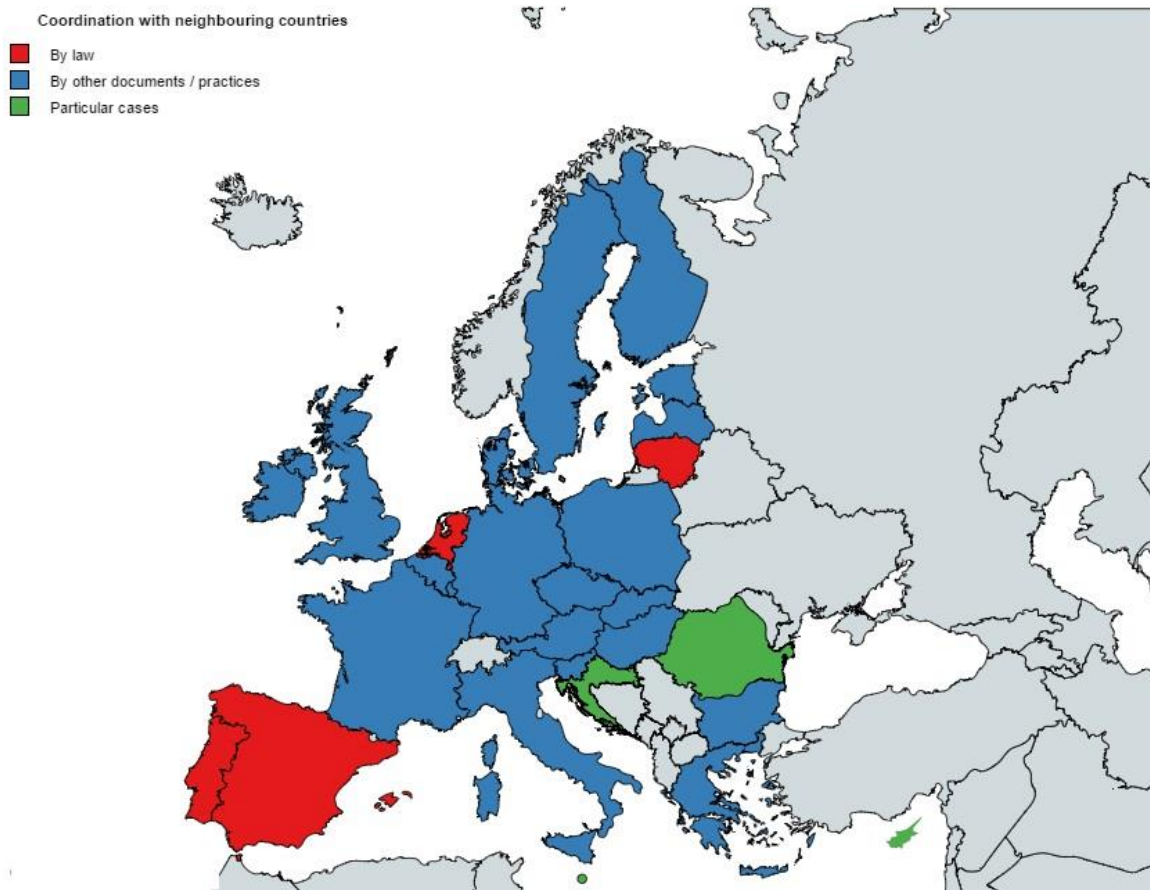 Coordination with neighbouring countries
By law
By other documents / practices
Particular cases